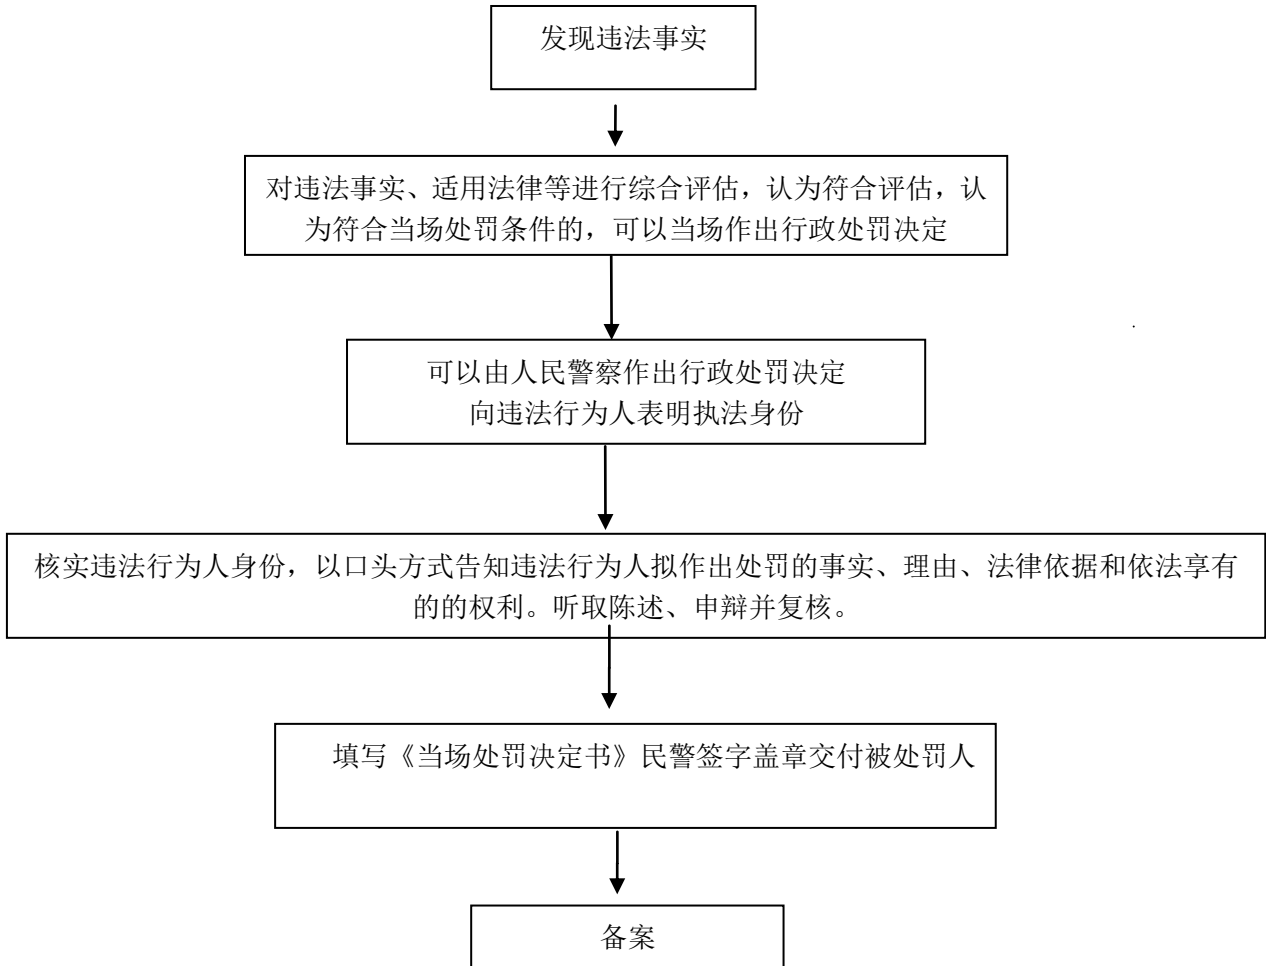 发现违法事实
对违法事实、适用法律等进行综合评估，认为符合评估，认
为符合当场处罚条件的，可以当场作出行政处罚决定
可以由人民警察作出行政处罚决定
向违法行为人表明执法身份
核实违法行为人身份，以口头方式告知违法行为人拟作出处罚的事实、理由、法律依据和依法享有
的的权利。听取陈述、申辩并复核。
填写《当场处罚决定书》民警签字盖章交付被处罚人
备案